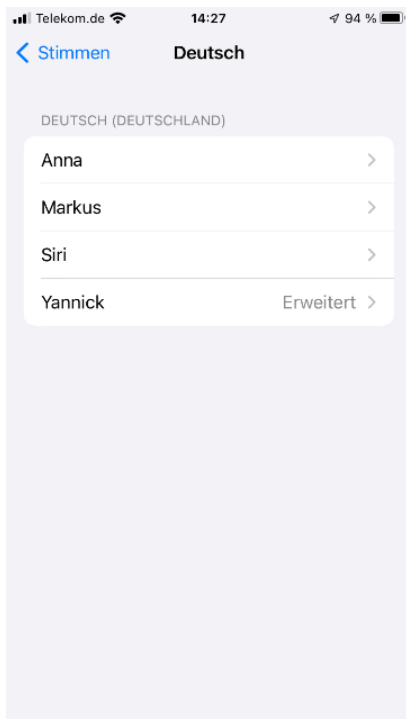 Telekom.de 14:27 94 %
Stimmen Deutsch
DEUTSCH (DEUTSCHLAND)
Anna
Markus
Siri
Yannick Erweitert